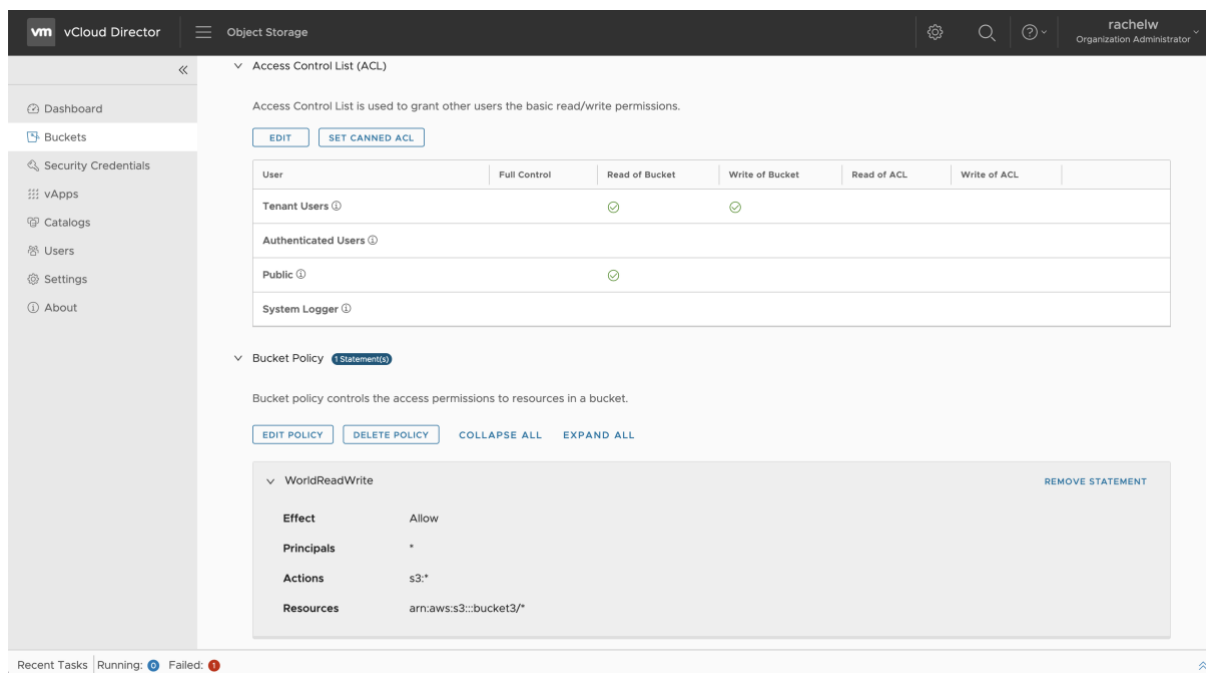 vm vCloud Director Object Storage rachelw
Organization Administrator
Dashboard
Buckets
Security Credentials
vApps
Catalogs
Users
Settings
About
Access Control List (ACL)
Access Control List is used to grant other users the basic read/write permissions.
EDIT SET CANNED ACL
User Full Control Read of Bucket Write of Bucket Read of ACL Write of ACL
Tenant Users
Authenticated Users
Public
System Logger
Bucket Policy 1 Statement(s)
Bucket policy controls the access permissions to resources in a bucket.
EDIT POLICY DELETE POLICY COLLAPSE ALL EXPAND ALL
WorldReadWrite REMOVE STATEMENT
Effect Allow
Principals *
Actions s3:*
Resources arn:aws:s3:::bucket3/*
Recent Tasks Running: 0 Failed: 1